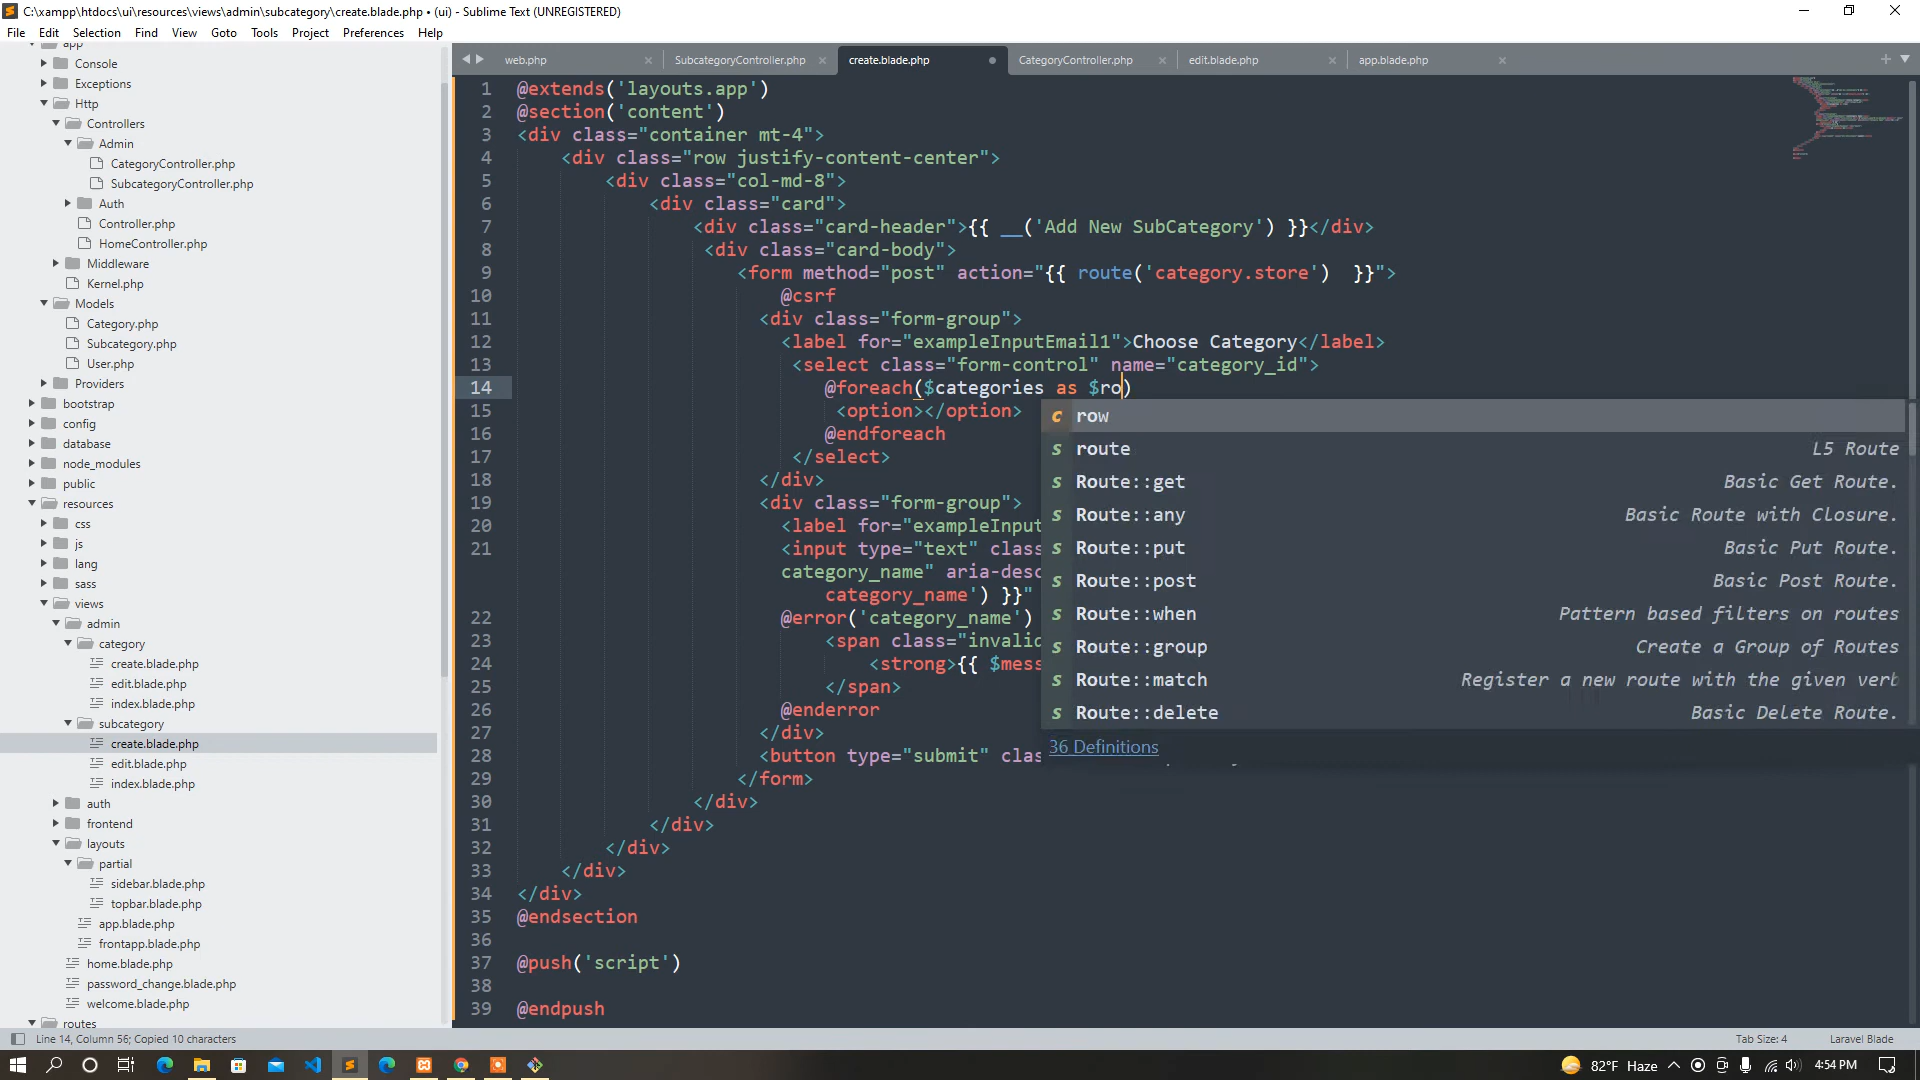 C:\xampp\htdocs\ui\resources\views\admin\subcategory\create.blade.php • (ui) - Sublime Text (UNREGISTERED)
File Edit Selection Find View Goto Tools Project Preferences Help
app
Console
Exceptions
Http
Controllers
Admin
CategoryController.php
SubcategoryController.php
Auth
Controller.php
HomeController.php
Middleware
Kernel.php
Models
Category.php
Subcategory.php
User.php
Providers
bootstrap
config
database
node_modules
public
resources
css
js
lang
sass
views
admin
category
create.blade.php
edit.blade.php
index.blade.php
subcategory
create.blade.php
edit.blade.php
index.blade.php
auth
frontend
layouts
partial
sidebar.blade.php
topbar.blade.php
app.blade.php
frontapp.blade.php
home.blade.php
password_change.blade.php
welcome.blade.php
routes
web.php SubcategoryController.php create.blade.php CategoryController.php edit.blade.php app.blade.php
1 @extends('layouts.app')
2 @section('content')
3 <div class="container mt-4">
4 <div class="row justify-content-center">
5 <div class="col-md-8">
6 <div class="card">
7 <div class="card-header">{{ __('Add New SubCategory') }}</div>
8 <div class="card-body">
9 <form method="post" action="{{ route('category.store')  }}">
10 @csrf
11 <div class="form-group">
12 <label for="exampleInputEmail1">Choose Category</label>
13 <select class="form-control" name="category_id">
14 @foreach($categories as $ro)
15 <option></option>
16 @endforeach
17 </select>
18 </div>
19 <div class="form-group">
20 <label for="exampleInput
21 <input type="text" clas
category_name" aria-desc
category_name') }}"
22 @error('category_name')
23 <span class="invalid
24 <strong>{{ $mess
25 </span>
26 @enderror
27 </div>
28 <button type="submit" clas
29 </form>
30 </div>
31 </div>
32 </div>
33 </div>
34 </div>
35 @endsection
36
37 @push('script')
38
39 @endpush
c row
s route L5 Route
s Route::get Basic Get Route.
s Route::any Basic Route with Closure.
s Route::put Basic Put Route.
s Route::post Basic Post Route.
s Route::when Pattern based filters on routes
s Route::group Create a Group of Routes
s Route::match Register a new route with the given verb
s Route::delete Basic Delete Route.
36 Definitions
Line 14, Column 56; Copied 10 characters Tab Size: 4 Laravel Blade
82°F Haze 4:54 PM